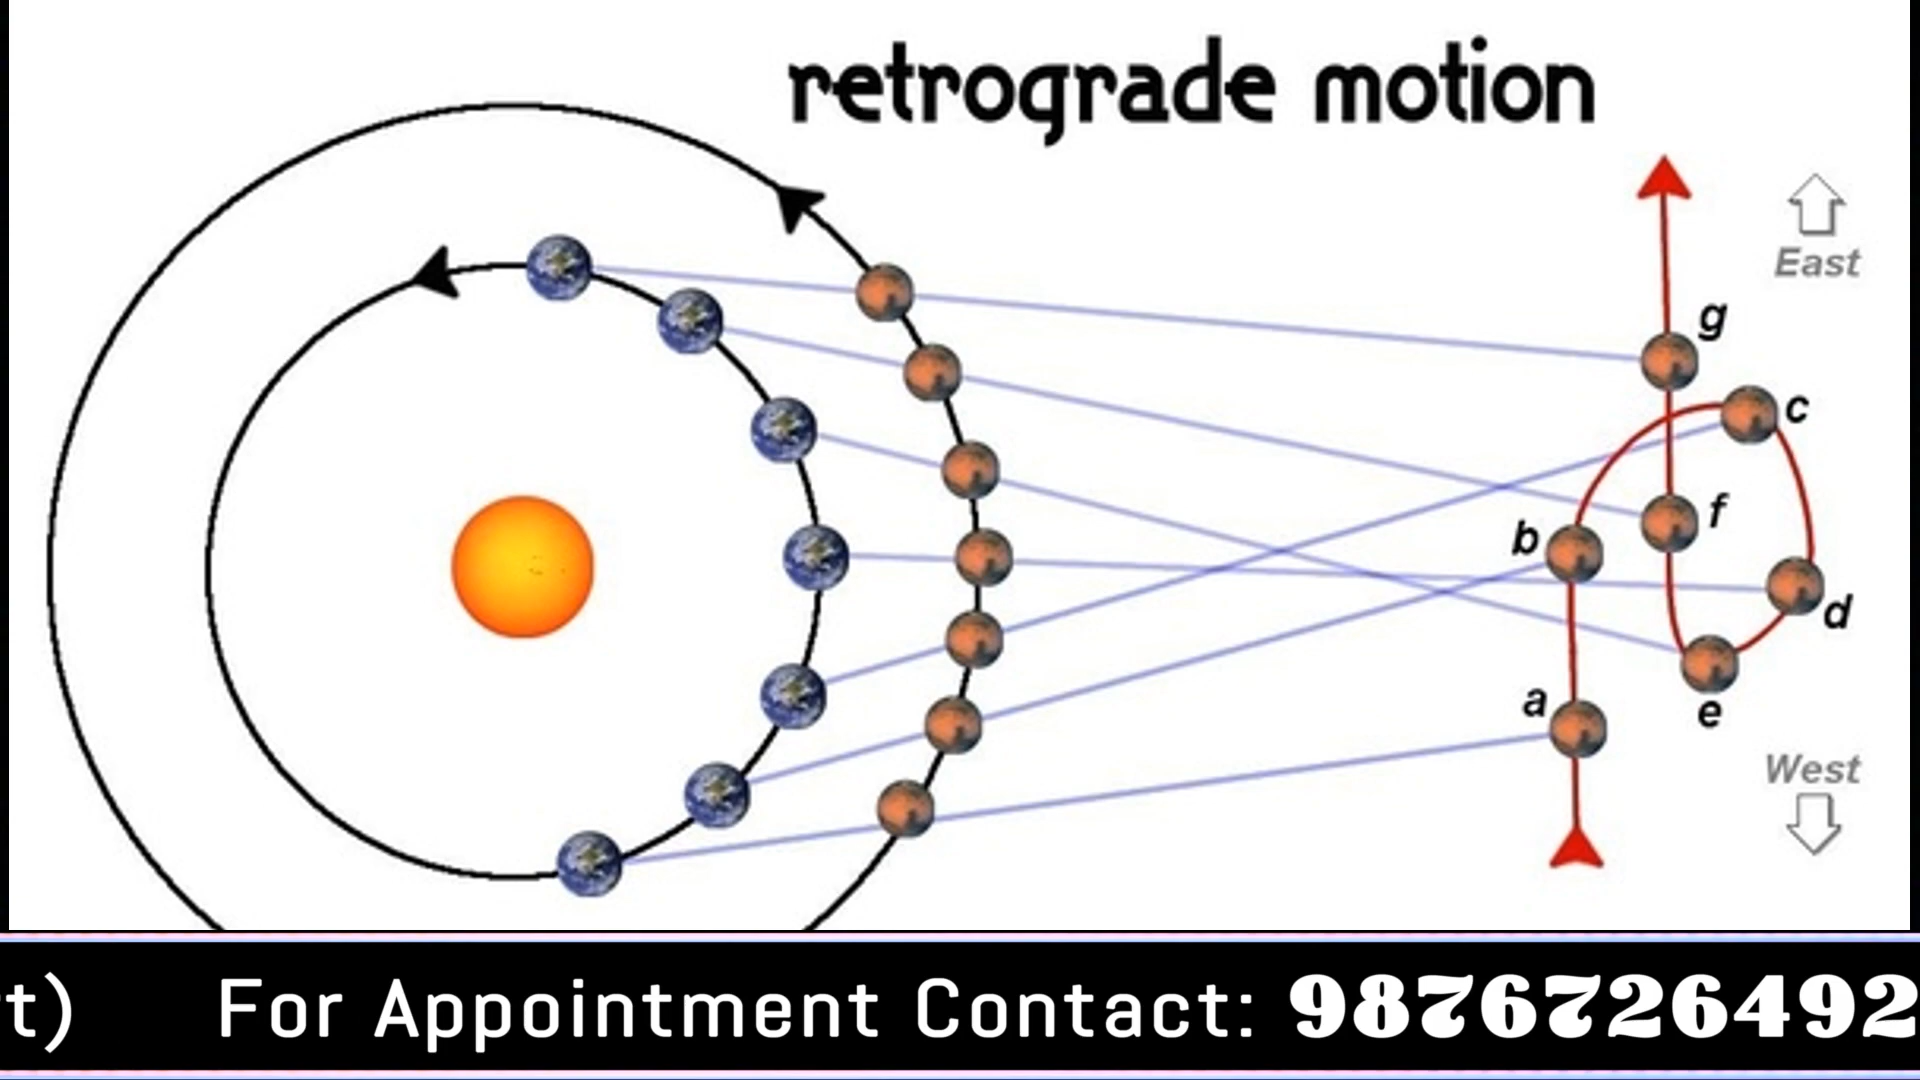 retrograde motion
East
g
c
f
b
d
a
e
West
For Appointment Contact: 9876726492